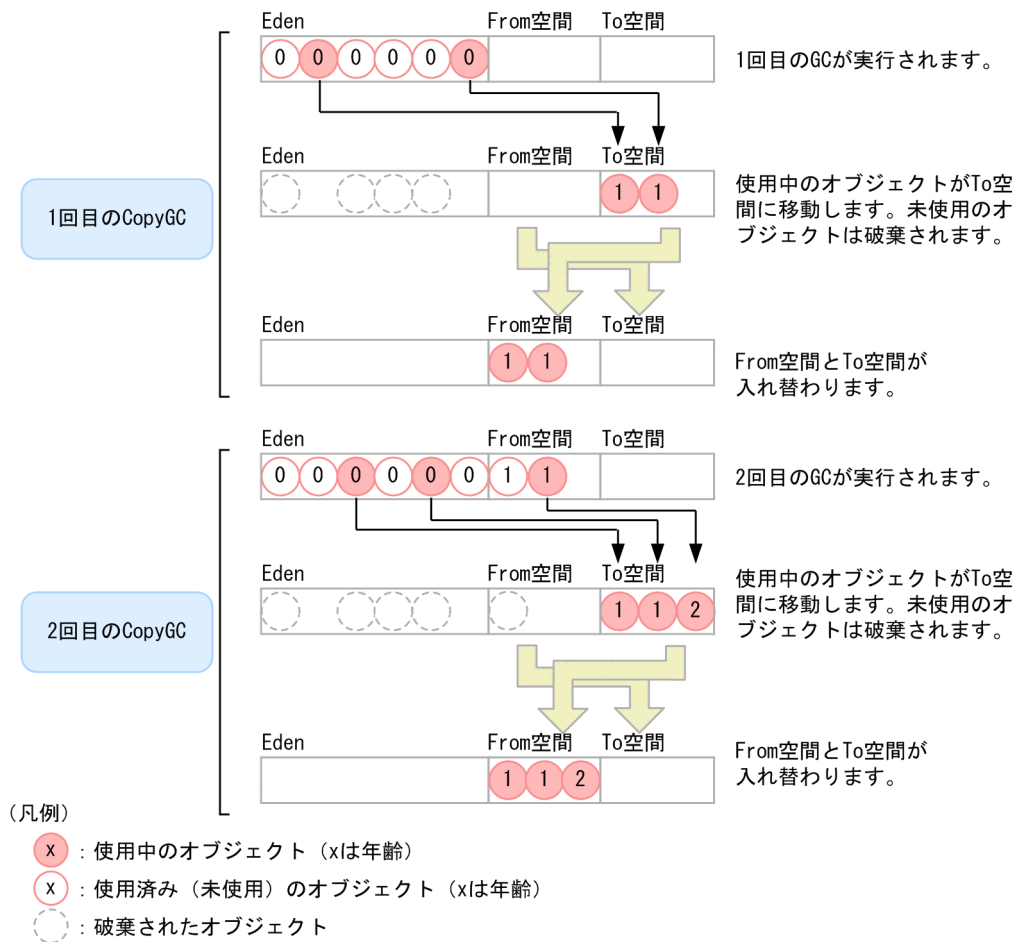 Eden From空間 To空間
0 0 0 0 0 0
1回目のGCが実行されます。
Eden From空間 To空間
1 1
使用中のオブジェクトがTo空
間に移動します。未使用のオ
ブジェクトは破棄されます。
1回目のCopyGC
Eden From空間 To空間
1 1
From空間とTo空間が
入れ替わります。
Eden From空間 To空間
0 0 0 0 0 0 1 1
2回目のGCが実行されます。
Eden From空間 To空間
1 1 2
使用中のオブジェクトがTo空
間に移動します。未使用のオ
ブジェクトは破棄されます。
2回目のCopyGC
Eden From空間 To空間
1 1 2
From空間とTo空間が
入れ替わります。
(凡例)
x : 使用中のオブジェクト(xは年齢)
x : 使用済み(未使用)のオブジェクト(xは年齢)
: 破棄されたオブジェクト